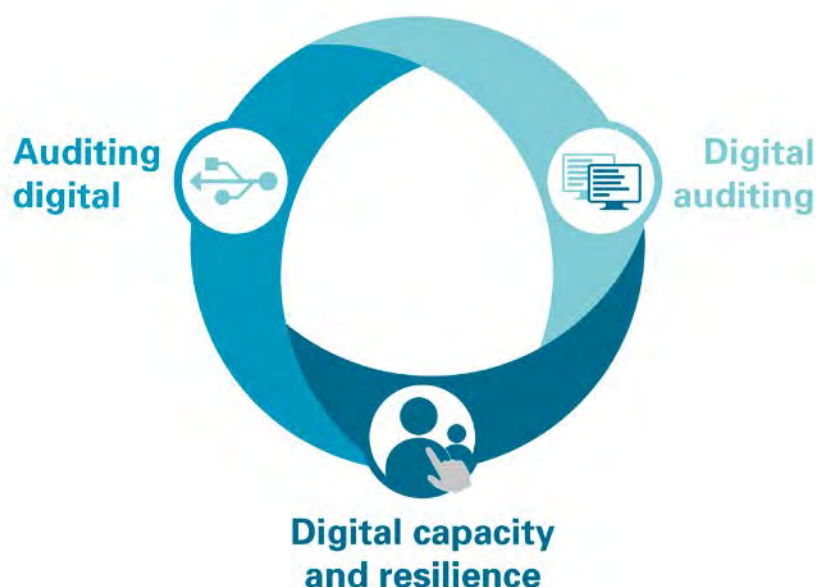 Auditing
digital
Digital
auditing
Digital capacity
and resilience